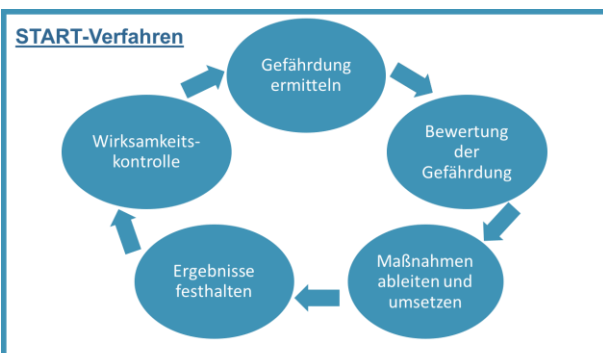 START-Verfahren
Gefährdung
ermitteln
Bewertung
der
Gefährdung
Maßnahmen
ableiten und
umsetzen
Ergebnisse
festhalten
Wirksamkeits-
kontrolle